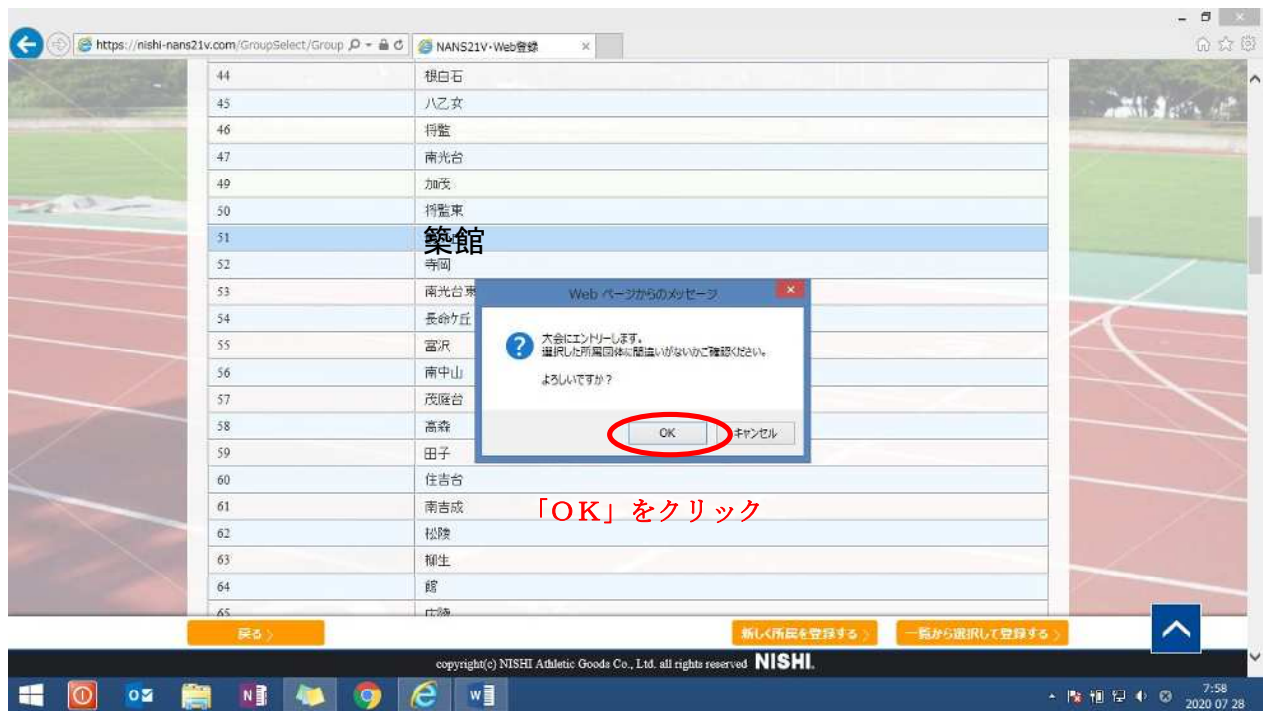 https://nishi-nans21v.com/GroupSelect/Group
NANS21V・Web登録
44 根白石
45 八乙女
46 将監
47 南光台
49 加茂
50 将監東
51 築館
52 寺岡
53 南光台東
54 長命ケ丘
55 富沢
56 南中山
57 茂庭台
58 高森
59 田子
60 住吉台
61 南吉成
62 松陵
63 柳生
64 館
65 広陵
Web ページからのメッセージ
大会にエントリーします。
選択した所属団体に間違いがないかご確認ください。
よろしいですか?
OK キャンセル
「OK」をクリック
戻る 新しく所属を登録する 一覧から選択して登録する
copyright(c) NISHI Athletic Goods Co., Ltd. all rights reserved NISHI.
7:58
2020 07 28